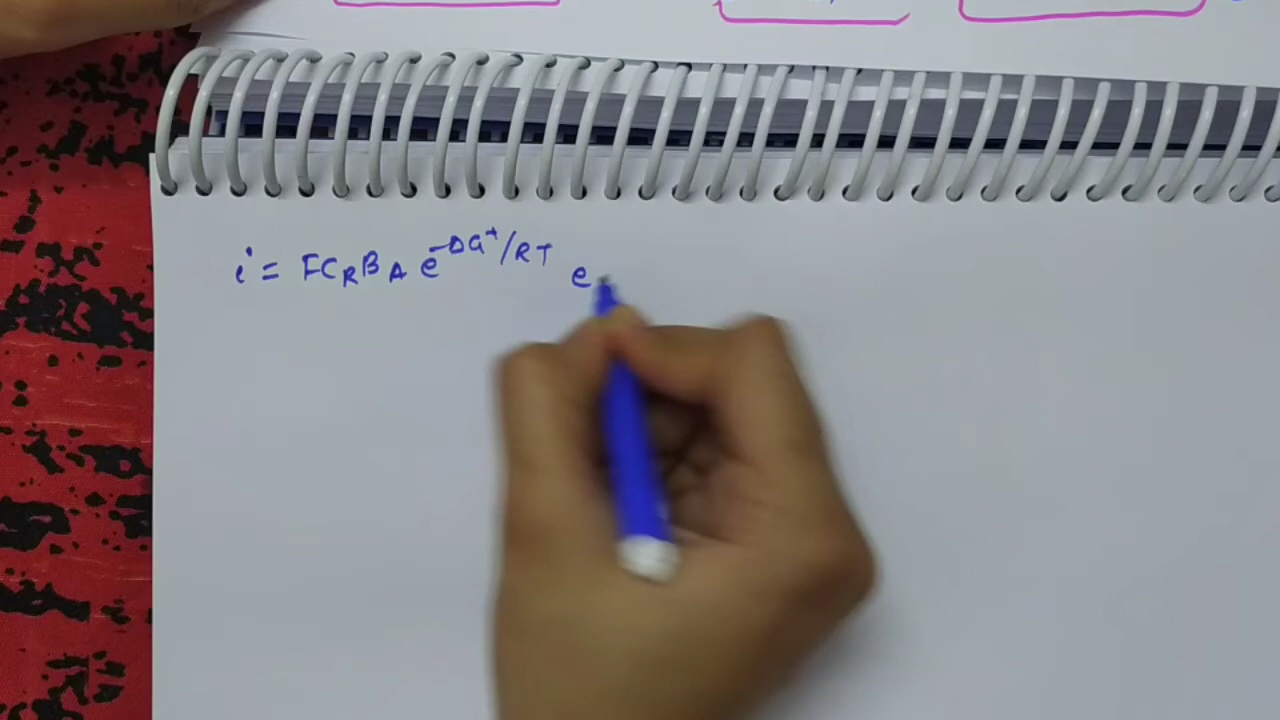 i = FC_R B_A e^{-ΔG^+/RT} e